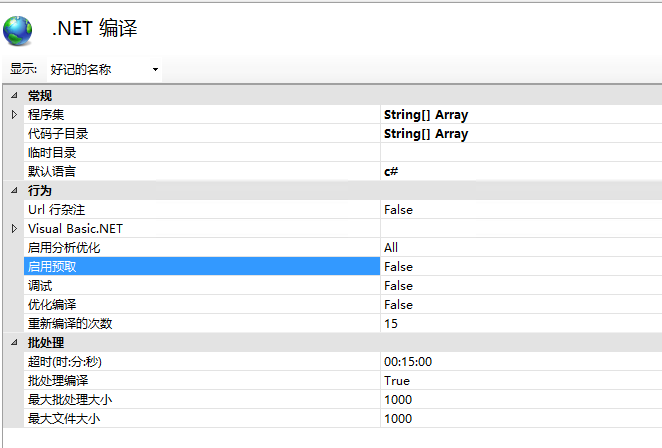 .NET 编译
显示: 好记的名称
常规
程序集 String[] Array
代码子目录 String[] Array
临时目录
默认语言 c#
行为
Url 行杂注 False
Visual Basic.NET
启用分析优化 All
启用预取 False
调试 False
优化编译 False
重新编译的次数 15
批处理
超时(时:分:秒) 00:15:00
批处理编译 True
最大批处理大小 1000
最大文件大小 1000